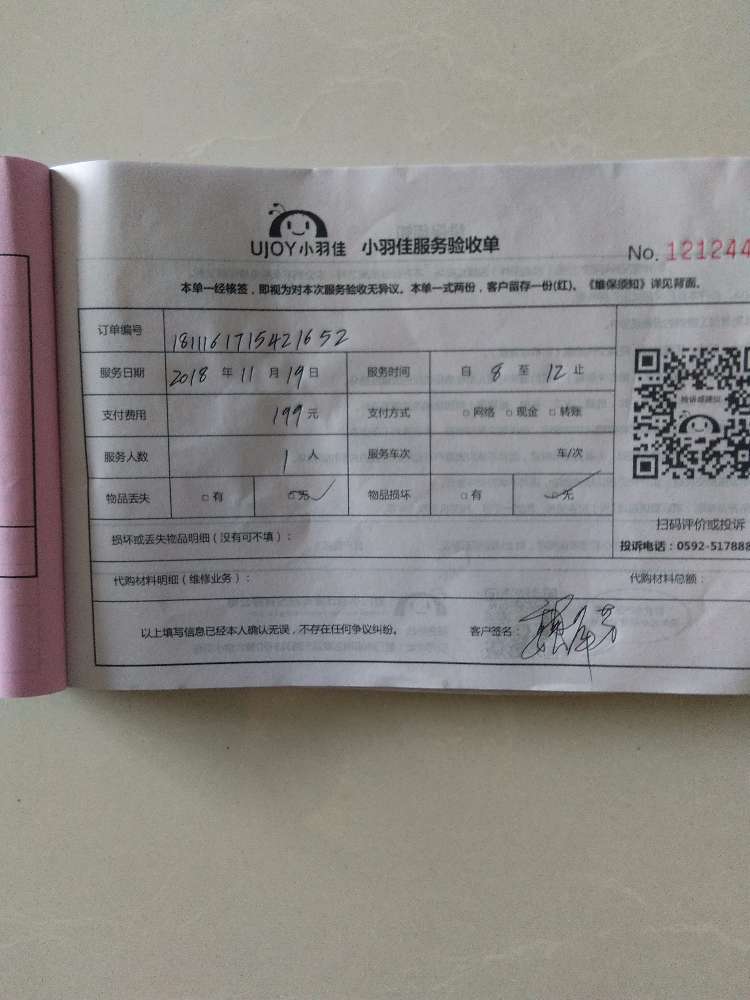 UJOY小羽佳 小羽佳服务验收单 No. 121244
本单一经核签，即视为对本次服务验收无异议。本单一式两份，客户留存一份(红)。《维保须知》详见背面。
订单编号 1811161715421652
服务日期 2018 年 11 月 19 日 服务时间 自 8 至 12 止
支付费用 199 元 支付方式 □ 网络 □ 现金 □ 转账
服务人数 1 人 服务车次 车/次
物品丢失 □ 有 □ 无 ✓ 物品损坏 □ 有 □ 无 ✓
投诉或建议
扫码评价或投诉
投诉电话：0592-517888
损坏或丢失物品明细（没有可不填）：
代购材料明细（维修业务）： 代购材料总额：
以上填写信息已经本人确认无误，不存在任何争议纠纷。 客户签名：